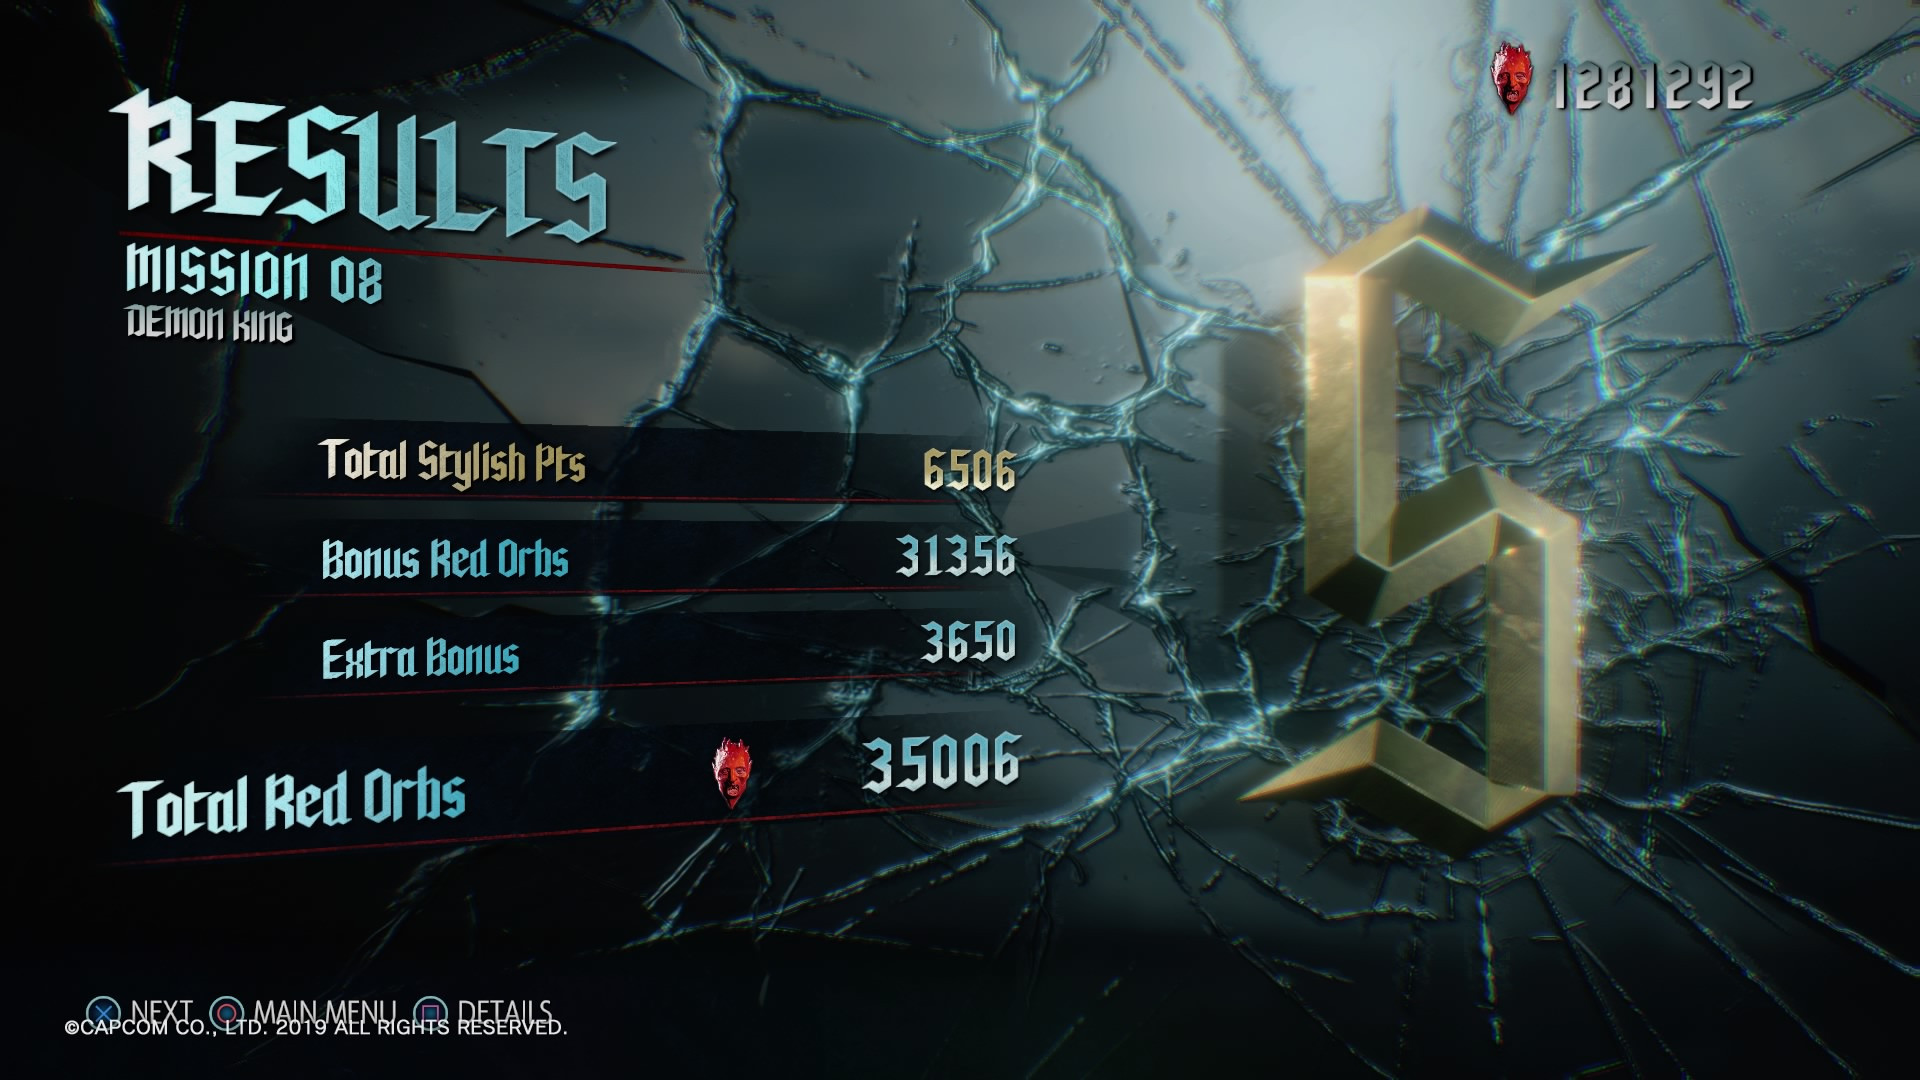 1281292
RESULTS
MISSION 08
DEMON KING
Total Stylish Pts 6506
Bonus Red Orbs 31356
Extra Bonus 3650
Total Red Orbs 35006
S
NEXT MAIN MENU DETAILS
©CAPCOM CO., LTD. 2019 ALL RIGHTS RESERVED.